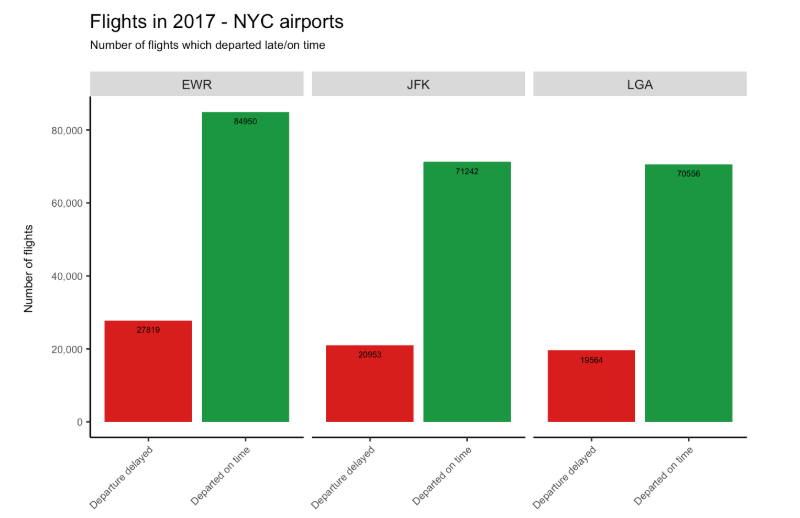 Flights in 2017 - NYC airports
Number of flights which departed late/on time
EWR
JFK
LGA
Number of flights
80,000
60,000
40,000
20,000
0
27819
84950
20953
71242
19564
70556
Departure delayed
Departed on time
Departure delayed
Departed on time
Departure delayed
Departed on time